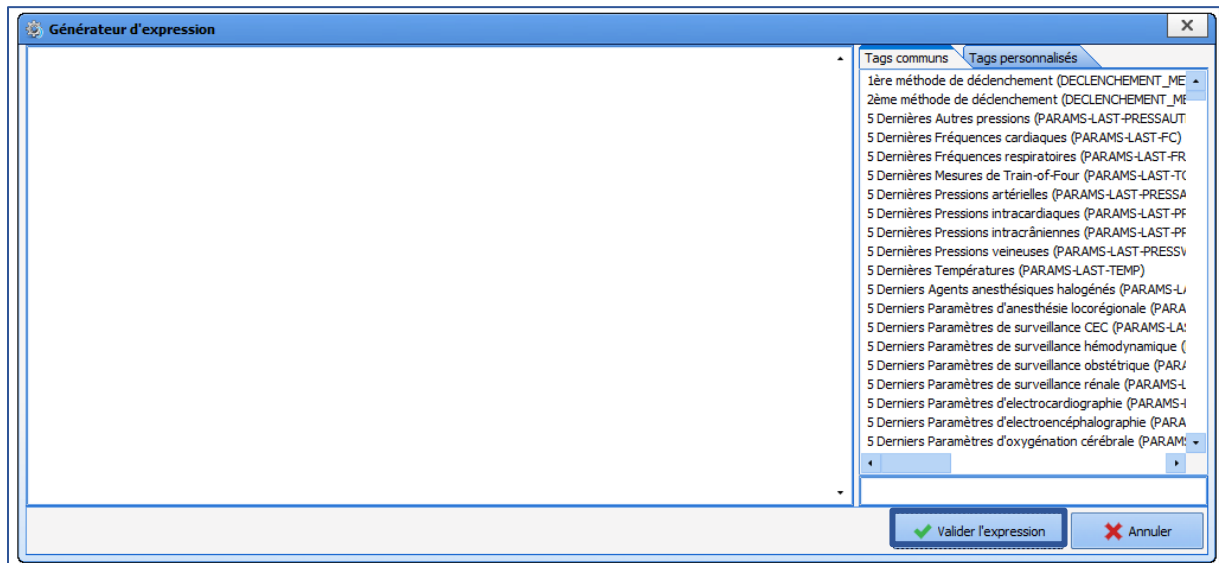 Générateur d'expression
Tags communs
Tags personnalisés
1ère méthode de déclenchement (DECLENCHEMENT_ME
2ème méthode de déclenchement (DECLENCHEMENT_ME
5 Dernières Autres pressions (PARAMS-LAST-PRESSAUT
5 Dernières Fréquences cardiaques (PARAMS-LAST-FC)
5 Dernières Fréquences respiratoires (PARAMS-LAST-FR
5 Dernières Mesures de Train-of-Four (PARAMS-LAST-TO
5 Dernières Pressions artérielles (PARAMS-LAST-PRESSA
5 Dernières Pressions intracardiaques (PARAMS-LAST-PR
5 Dernières Pressions intracrâniennes (PARAMS-LAST-PR
5 Dernières Pressions veineuses (PARAMS-LAST-PRESSV
5 Dernières Températures (PARAMS-LAST-TEMP)
5 Derniers Agents anesthésiques halogénés (PARAMS-LA
5 Derniers Paramètres d'anesthésie locorégionale (PARA
5 Derniers Paramètres de surveillance CEC (PARAMS-LAS
5 Derniers Paramètres de surveillance hémodynamique (
5 Derniers Paramètres de surveillance obstétrique (PARA
5 Derniers Paramètres de surveillance rénale (PARAMS-L
5 Derniers Paramètres d'electrocardiographie (PARAMS-
5 Derniers Paramètres d'electroencéphalographie (PARA
5 Derniers Paramètres d'oxygénation cérébrale (PARAMS
Valider l'expression
Annuler